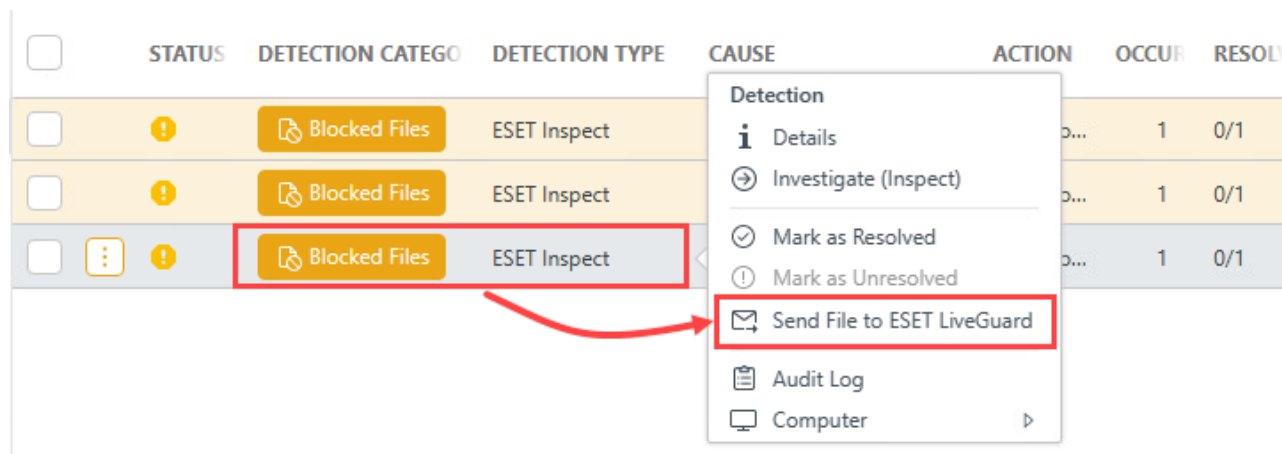 STATUS DETECTION CATEGO DETECTION TYPE CAUSE ACTION OCCUR RESOLV
Blocked Files ESET Inspect o... 1 0/1
Blocked Files ESET Inspect o... 1 0/1
Blocked Files ESET Inspect o... 1 0/1
Detection
Details
Investigate (Inspect)
Mark as Resolved
Mark as Unresolved
Send File to ESET LiveGuard
Audit Log
Computer